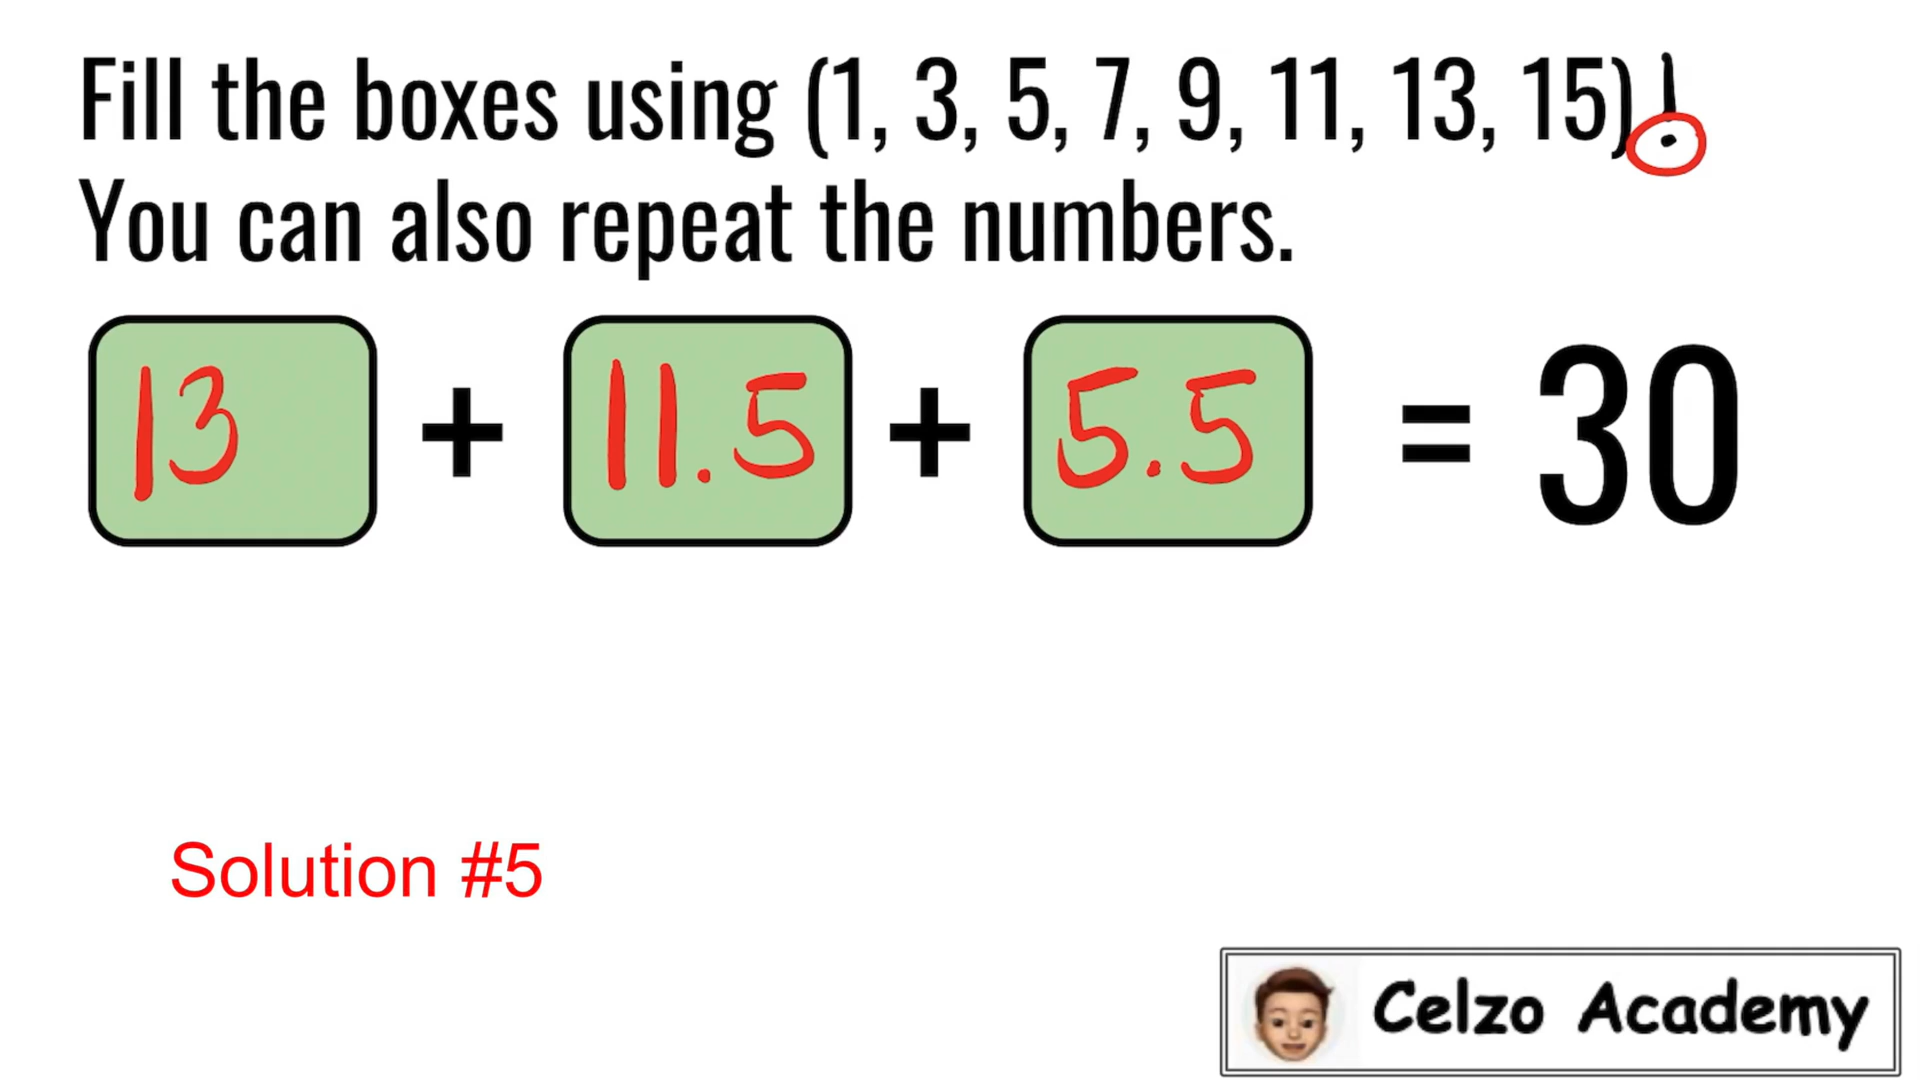 Fill the boxes using (1, 3, 5, 7, 9, 11, 13, 15)!
You can also repeat the numbers.
13 + 11.5 + 5.5 = 30
Solution #5
Celzo Academy